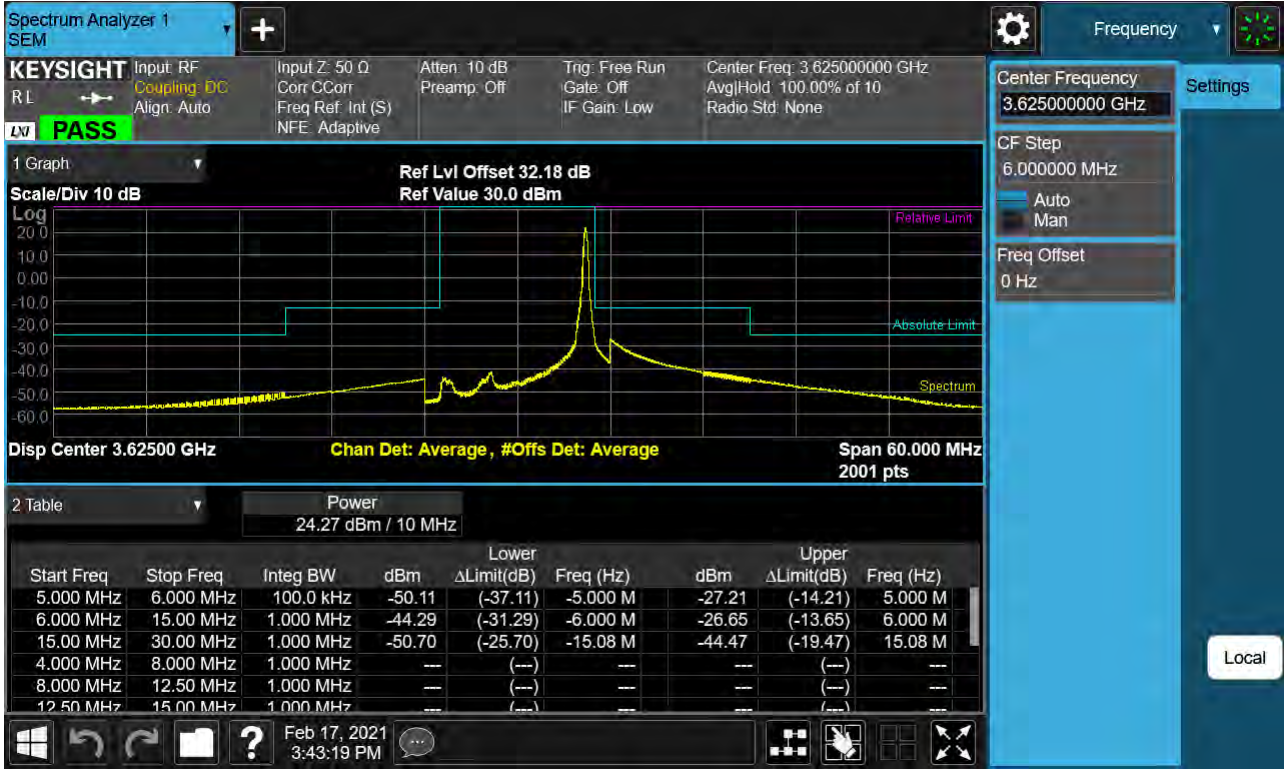 Spectrum Analyzer 1
SEM
+
Frequency
KEYSIGHT
R L
LXI
PASS
Input: RF
Coupling: DC
Align: Auto
Input Z: 50 Ω
Corr CCorr
Freq Ref: Int (S)
NFE: Adaptive
Atten: 10 dB
Preamp: Off
Trig: Free Run
Gate: Off
IF Gain: Low
Center Freq: 3.625000000 GHz
Avg|Hold: 100.00% of 10
Radio Std: None
Center Frequency
3.625000000 GHz
Settings
CF Step
6.000000 MHz
Auto
Man
Freq Offset
0 Hz
Local
1 Graph
Scale/Div 10 dB
Ref Lvl Offset 32.18 dB
Ref Value 30.0 dBm
Log
20.0
10.0
0.00
-10.0
-20.0
-30.0
-40.0
-50.0
-60.0
Relative Limit
Absolute Limit
Spectrum
Disp Center 3.62500 GHz
Chan Det: Average, #Offs Det: Average
Span 60.000 MHz
2001 pts
2 Table
Power
24.27 dBm / 10 MHz
Lower Upper
Start Freq Stop Freq Integ BW dBm ΔLimit(dB) Freq (Hz) dBm ΔLimit(dB) Freq (Hz)
5.000 MHz 6.000 MHz 100.0 kHz -50.11 (-37.11) -5.000 M -27.21 (-14.21) 5.000 M
6.000 MHz 15.00 MHz 1.000 MHz -44.29 (-31.29) -6.000 M -26.65 (-13.65) 6.000 M
15.00 MHz 30.00 MHz 1.000 MHz -50.70 (-25.70) -15.08 M -44.47 (-19.47) 15.08 M
4.000 MHz 8.000 MHz 1.000 MHz --- (---) --- --- (---) ---
8.000 MHz 12.50 MHz 1.000 MHz --- (---) --- --- (---) ---
12.50 MHz 15.00 MHz 1.000 MHz --- (---) --- --- (---) ---
?
Feb 17, 2021
3:43:19 PM